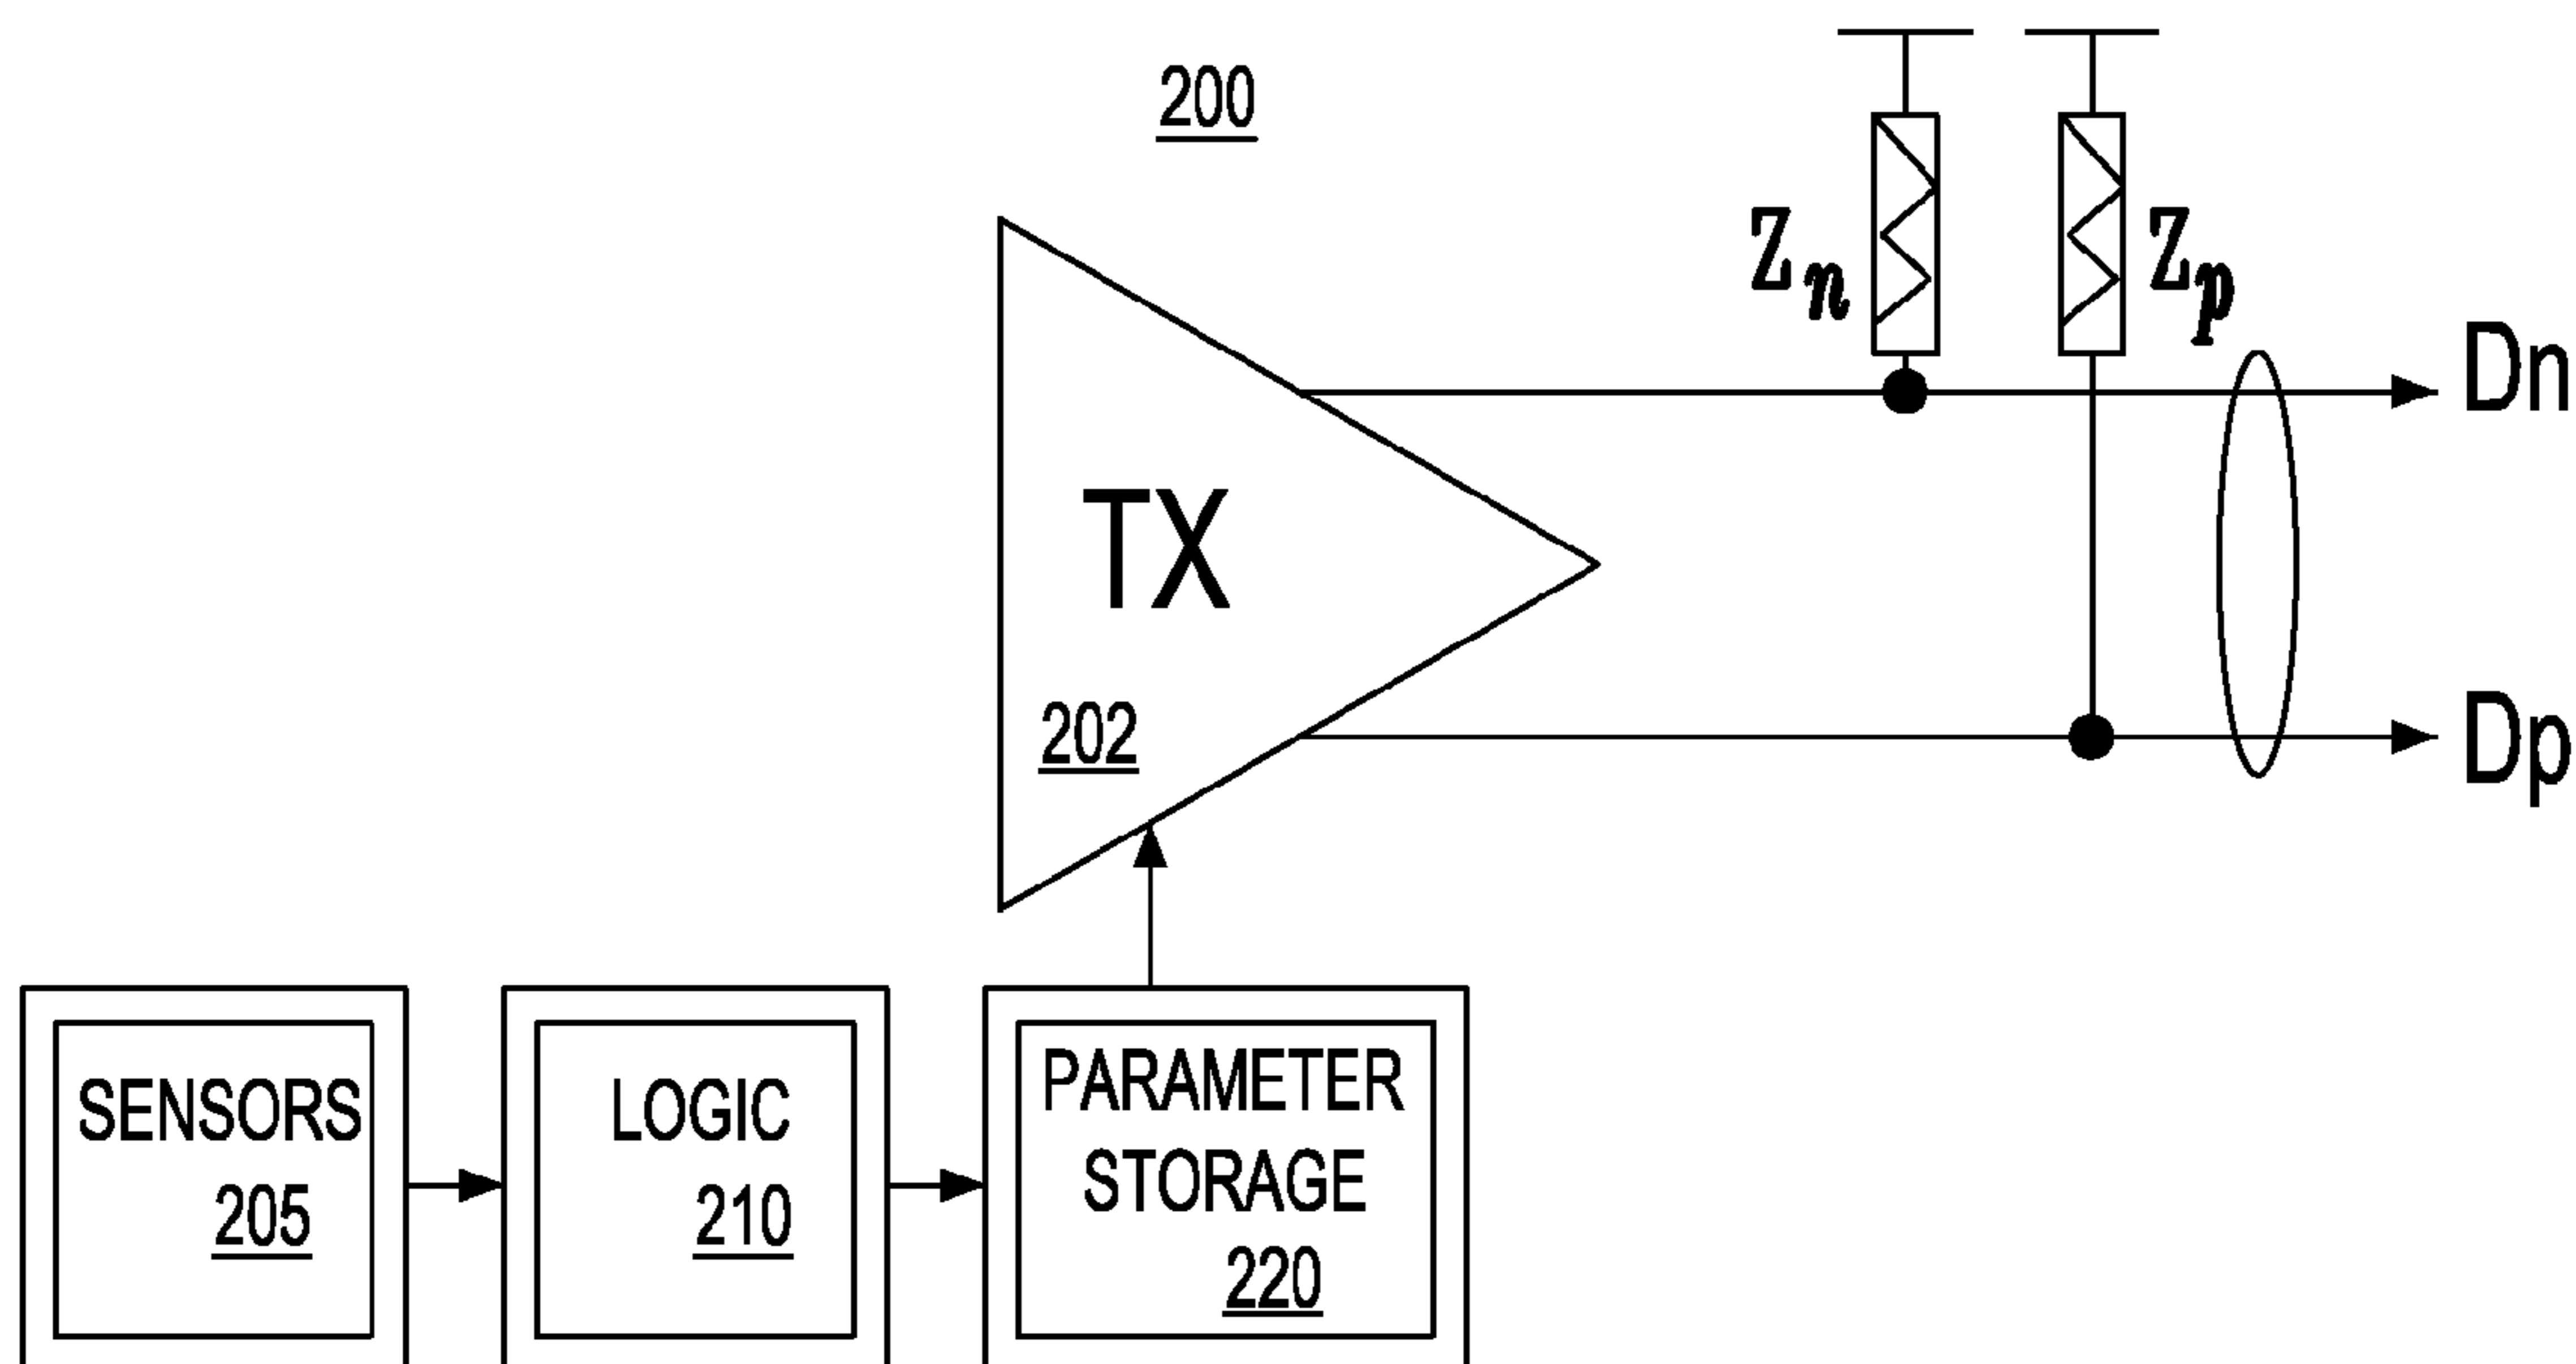 200
Zn
Zp
Dn
TX
202
Dp
SENSORS
205
LOGIC
210
PARAMETER
STORAGE
220